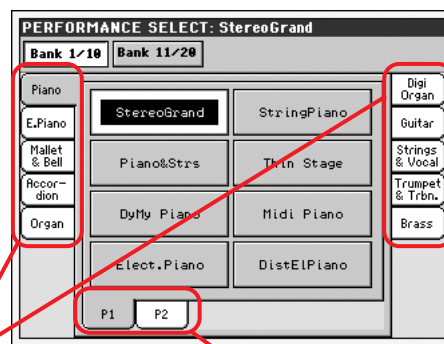 PERFORMANCE SELECT: StereoGrand
Bank 1/10 Bank 11/20
Piano
E.Piano
Mallet
& Bell
Accor-
dion
Organ
StereoGrand StringPiano
Piano&Strs Thin Stage
DyMy Piano Midi Piano
Elect.Piano DistElPiano
P1 P2
Digi
Organ
Guitar
Strings
& Vocal
Trumpet
& Trbn.
Brass